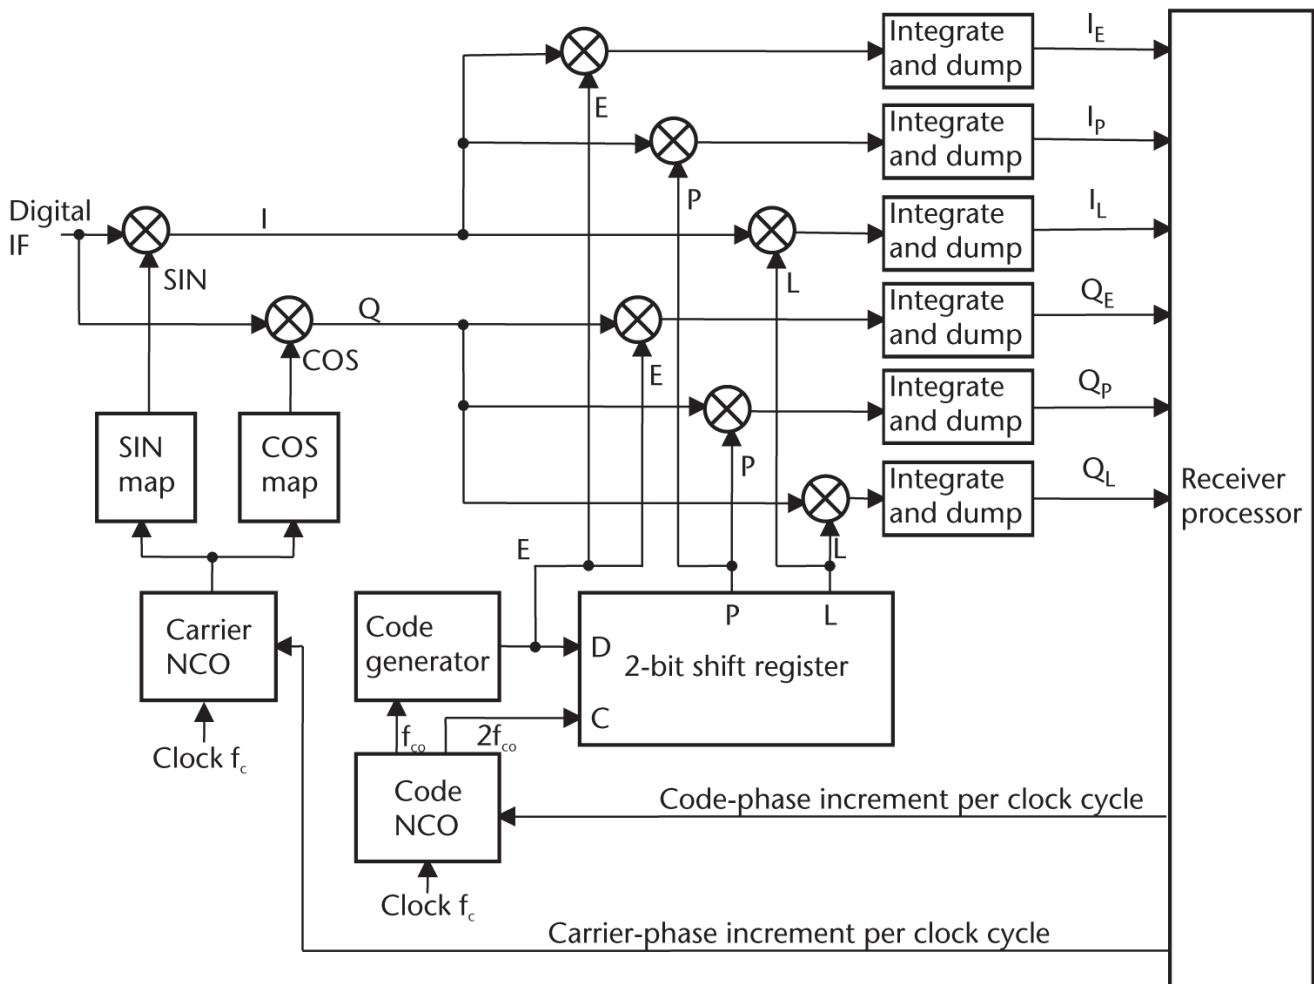 Integrate
and dump
I_E
E
Integrate
and dump
I_P
P
Digital
IF
I
Integrate
and dump
I_L
SIN
L
Q
Integrate
and dump
Q_E
COS
E
Integrate
and dump
Q_P
SIN
map
COS
map
P
Integrate
and dump
Q_L
Receiver
processor
E
L
Carrier
NCO
Code
generator
P
L
D
2-bit shift register
C
f_co
2f_co
Clock f_c
Code
NCO
Code-phase increment per clock cycle
Clock f_c
Carrier-phase increment per clock cycle